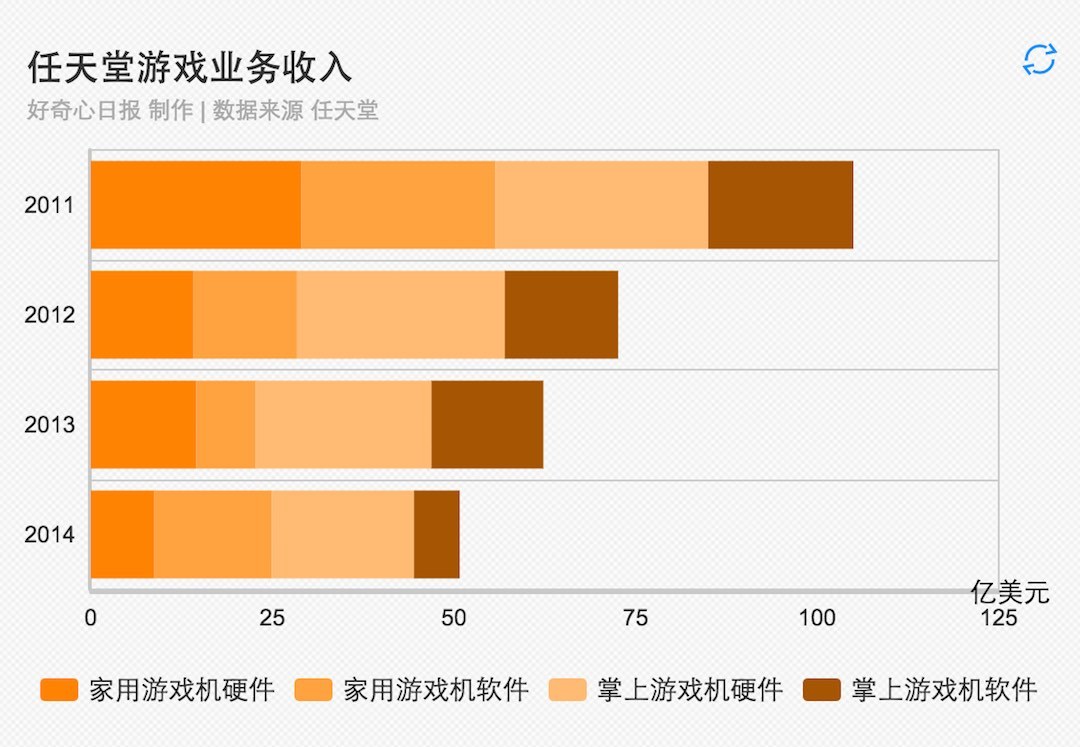 任天堂游戏业务收入
好奇心日报 制作 | 数据来源 任天堂
2011
2012
2013
2014
亿美元
0 25 50 75 100 125
家用游戏机硬件 家用游戏机软件 掌上游戏机硬件 掌上游戏机软件